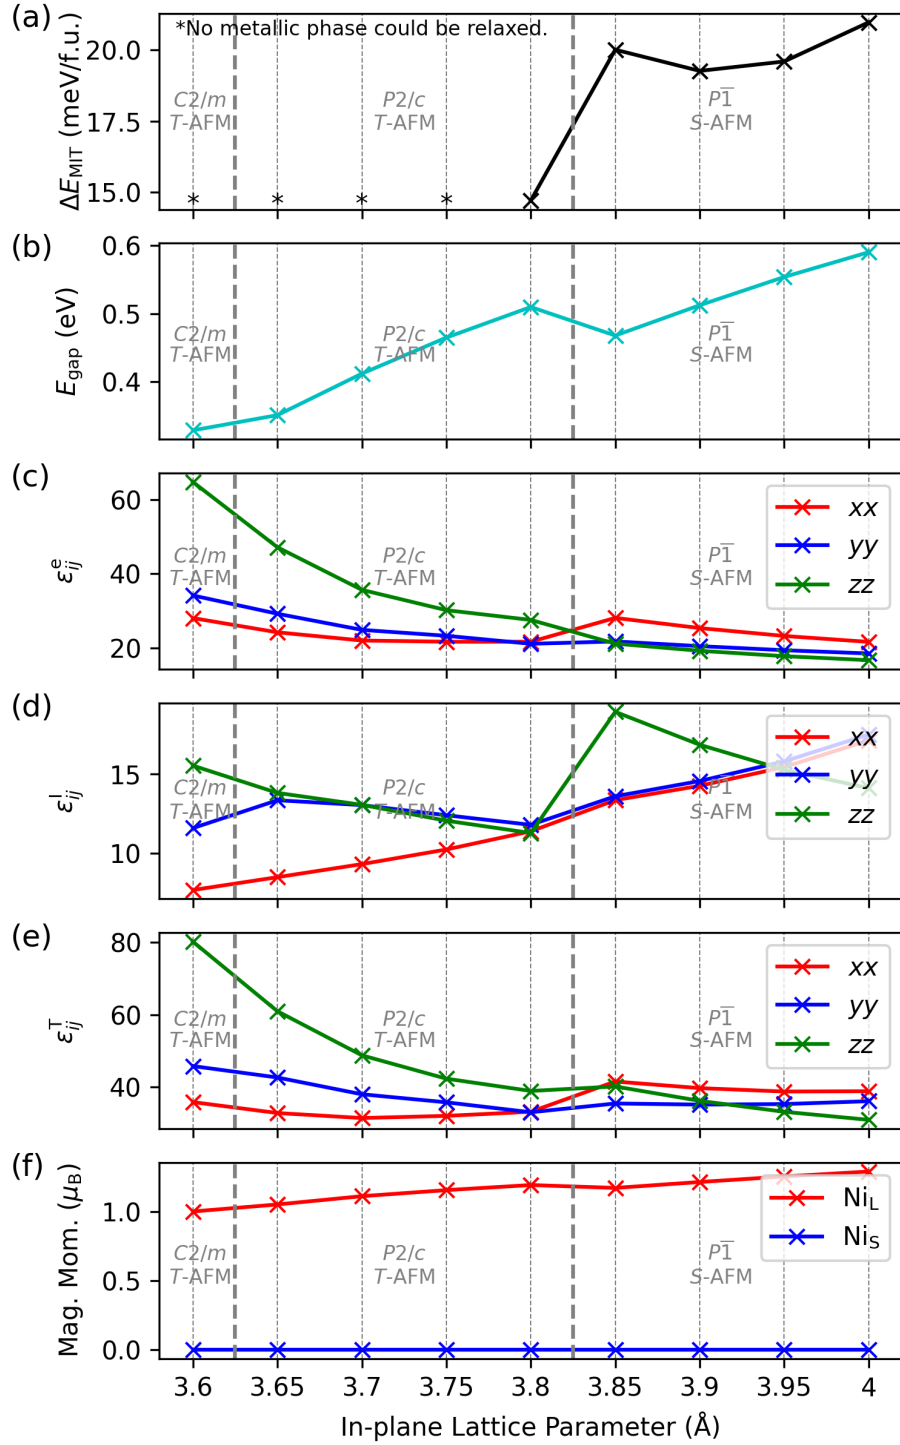 (a)
*No metallic phase could be relaxed.
20.0
17.5
15.0
ΔE_MIT (meV/f.u.)
C2/m
T-AFM
P2/c
T-AFM
P1̅
S-AFM
* * * *
(b)
0.6
0.5
0.4
E_gap (eV)
C2/m
T-AFM
P2/c
T-AFM
P1̅
S-AFM
(c)
60
40
20
ε^e_ij
C2/m
T-AFM
P2/c
T-AFM
P1̅
S-AFM
xx
yy
zz
(d)
15
10
ε^I_ij
C2/m
T-AFM
P2/c
T-AFM
P1̅
S-AFM
xx
yy
zz
(e)
80
60
40
ε^T_ij
C2/m
T-AFM
P2/c
T-AFM
P1̅
S-AFM
xx
yy
zz
(f)
1.0
0.5
0.0
Mag. Mom. (μ_B)
C2/m
T-AFM
P2/c
T-AFM
P1̅
S-AFM
Ni_L
Ni_S
3.6 3.65 3.7 3.75 3.8 3.85 3.9 3.95 4
In-plane Lattice Parameter (Å)